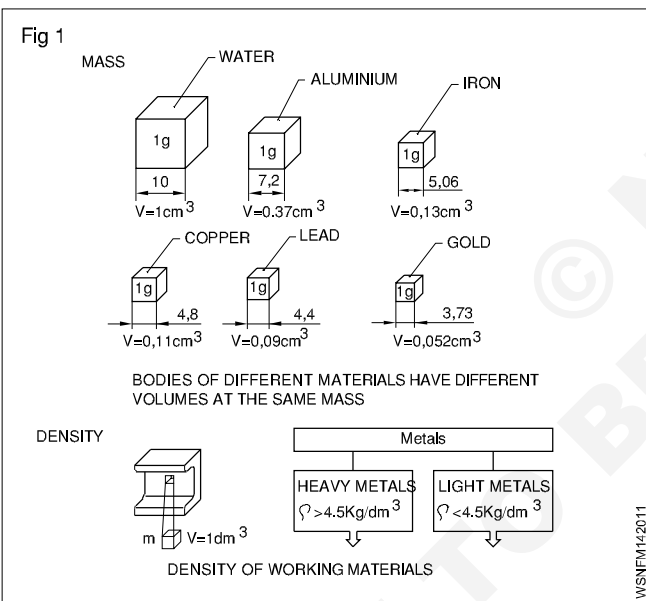 Fig 1
MASS
WATER
ALUMINIUM
IRON
1g
1g
1g
10
7,2
5,06
V=1cm³
V=0.37cm³
V=0,13cm³
COPPER
LEAD
GOLD
1g
1g
1g
4,8
4,4
3,73
V=0,11cm³
V=0,09cm³
V=0,052cm³
BODIES OF DIFFERENT MATERIALS HAVE DIFFERENT
VOLUMES AT THE SAME MASS
DENSITY
Metals
HEAVY METALS
ρ>4.5Kg/dm³
LIGHT METALS
ρ<4.5Kg/dm³
m V=1dm³
DENSITY OF WORKING MATERIALS
WSNFM142011